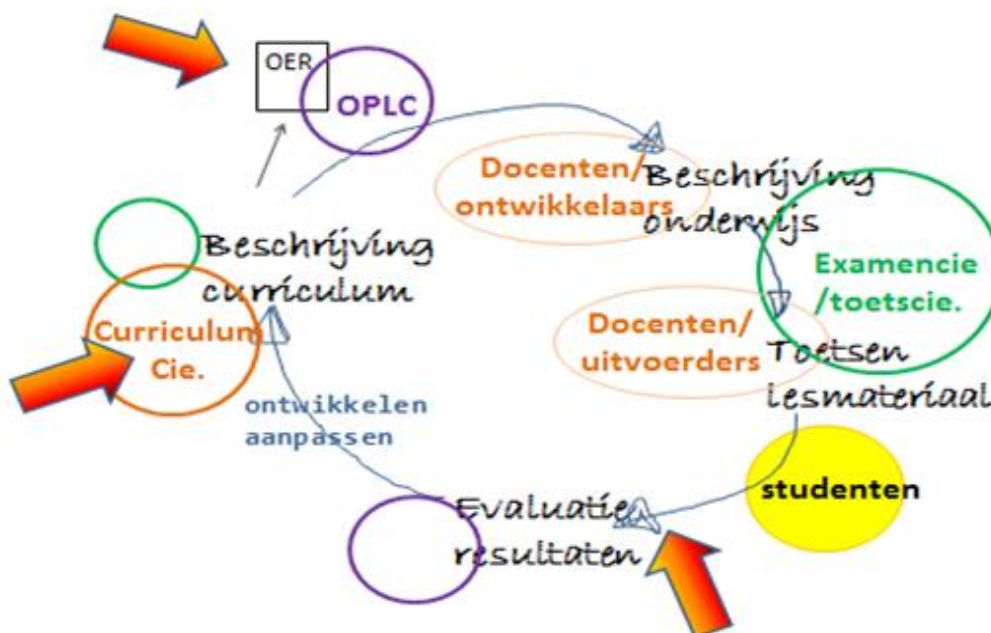 OER
OPLC
Docenten/
ontwikkelaars
Beschrijving
onderwijs
Examencie
/toetscie.
Docenten/
uitvoerders
Toetsen
lesmateriaal
studenten
Evaluatie
resultaten
ontwikkelen
aanpassen
Curriculum
Cie.
Beschrijving
curriculum